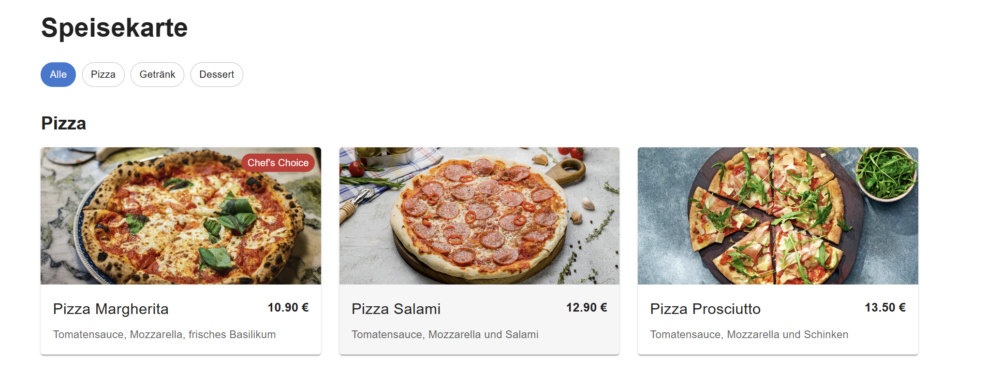 Speisekarte
Alle Pizza Getränk Dessert
Pizza
Chef's Choice
Pizza Margherita 10.90 €
Tomatensauce, Mozzarella, frisches Basilikum
Pizza Salami 12.90 €
Tomatensauce, Mozzarella und Salami
Pizza Prosciutto 13.50 €
Tomatensauce, Mozzarella und Schinken